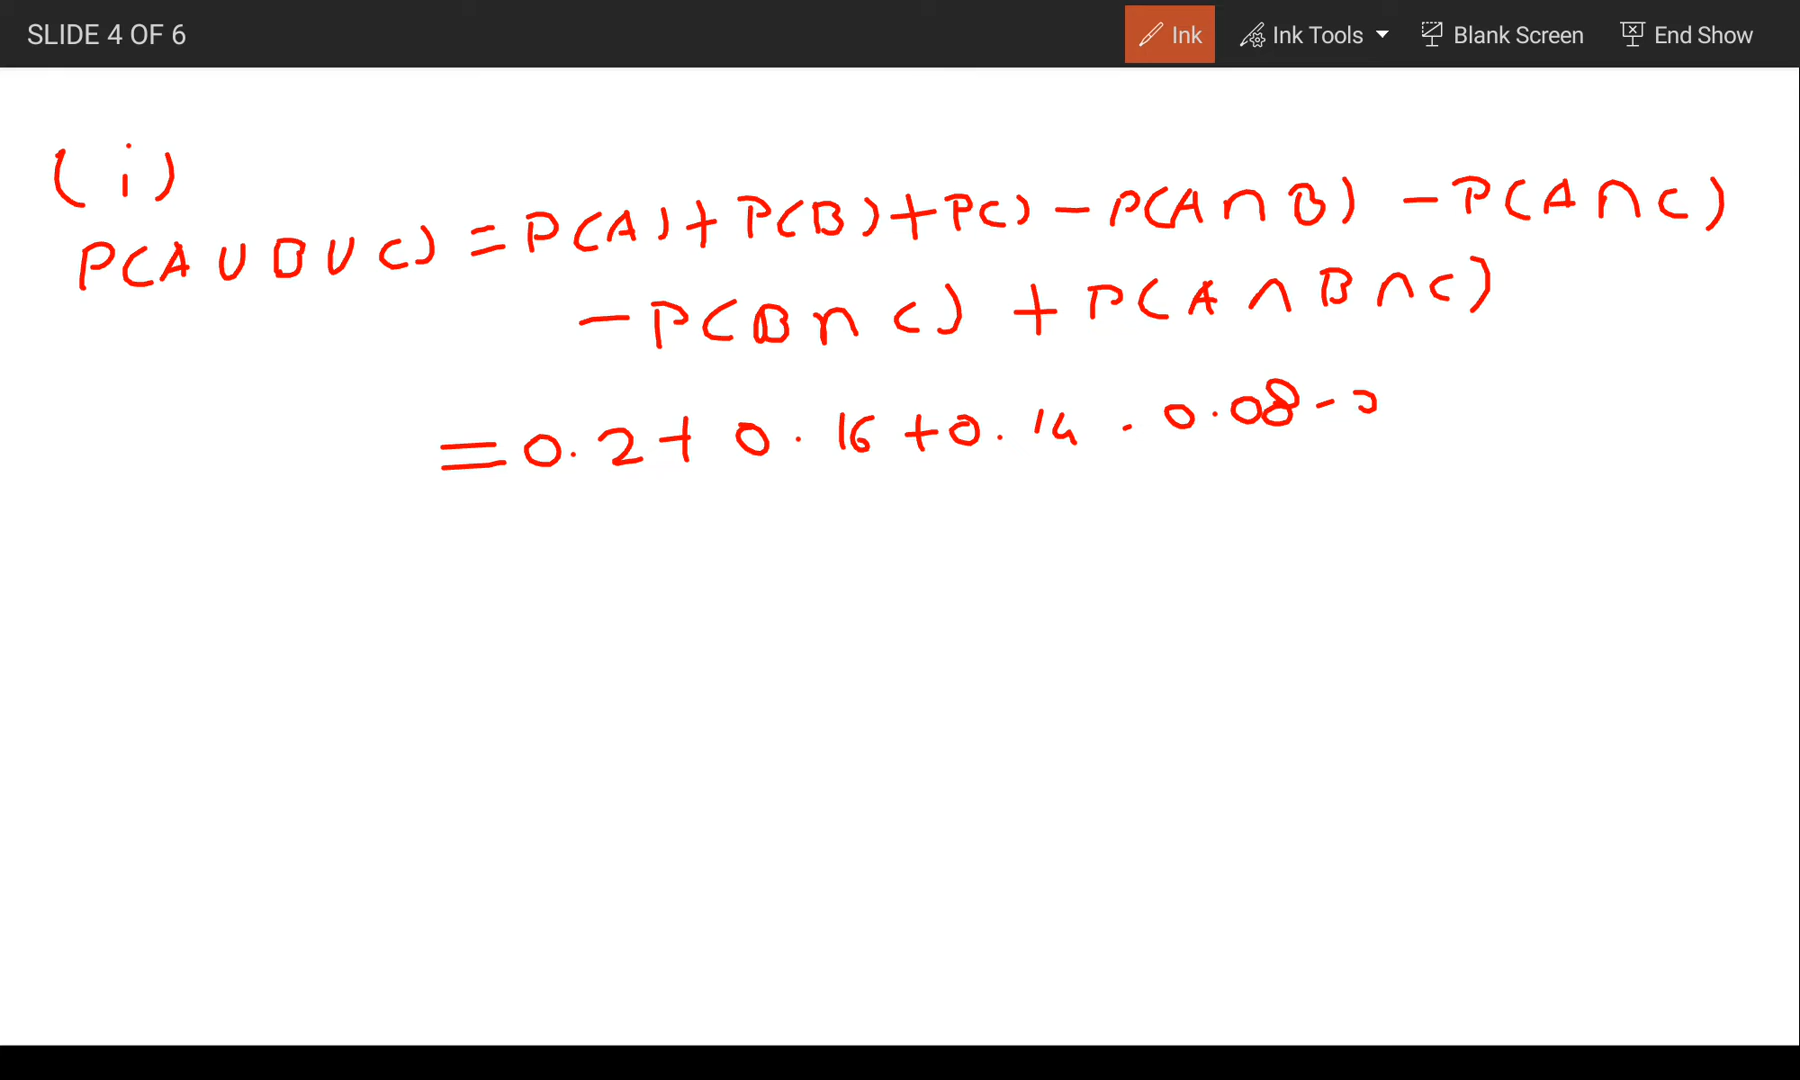 SLIDE 4 OF 6 Ink Ink Tools Blank Screen End Show
(i)
P(A∪B∪C) = P(A) + P(B) + P() - P(A∩B) - P(A∩C)
- P(B∩C) + P(A∩B∩C)
= 0.2 + 0.16 + 0.14 - 0.08 -